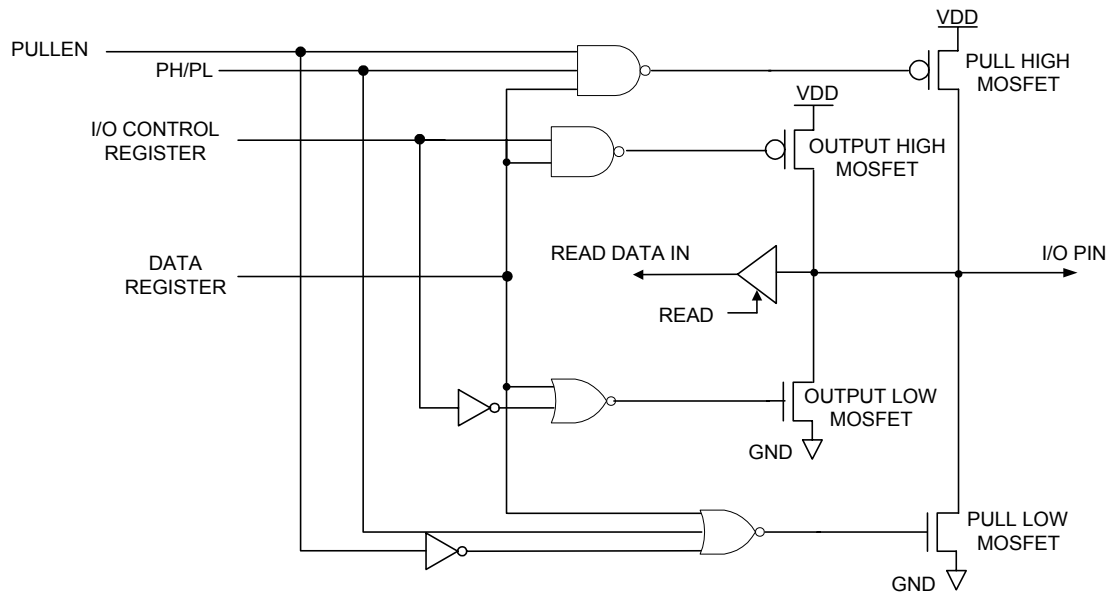 VDD
PULLEN
PH/PL
PULL HIGH
MOSFET
VDD
I/O CONTROL
REGISTER
OUTPUT HIGH
MOSFET
READ DATA IN
I/O PIN
DATA
REGISTER
READ
OUTPUT LOW
MOSFET
GND
PULL LOW
MOSFET
GND